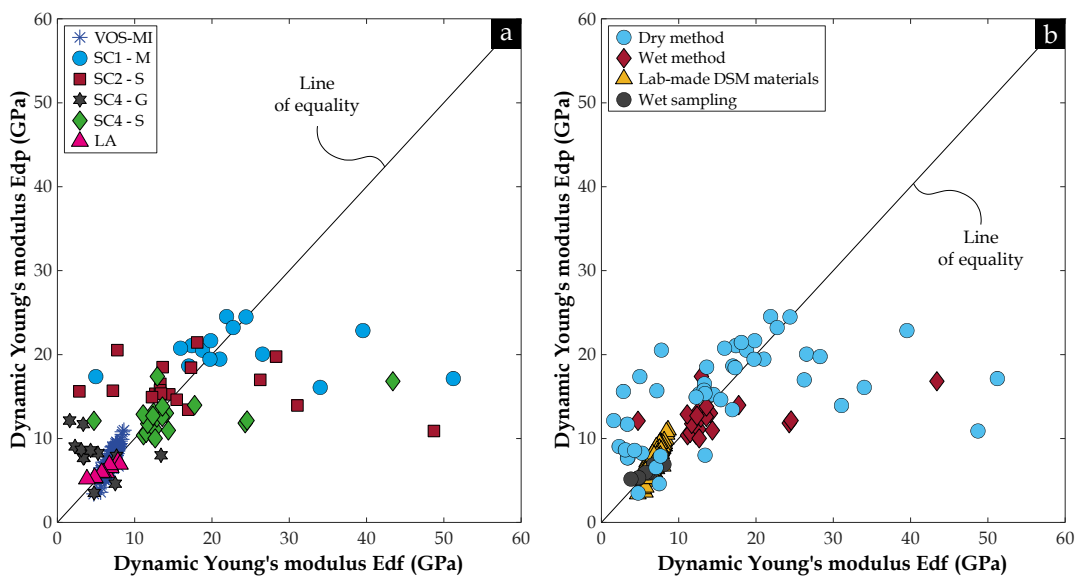 a
VOS-MI
SC1 - M
SC2 - S
SC4 - G
SC4 - S
LA
Line
of equality
Dynamic Young's modulus Edp (GPa)
60
50
40
30
20
10
0
0 10 20 30 40 50 60
Dynamic Young's modulus Edf (GPa)
b
Dry method
Wet method
Lab-made DSM materials
Wet sampling
Line
of equality
Dynamic Young's modulus Edp (GPa)
60
50
40
30
20
10
0
0 10 20 30 40 50 60
Dynamic Young's modulus Edf (GPa)